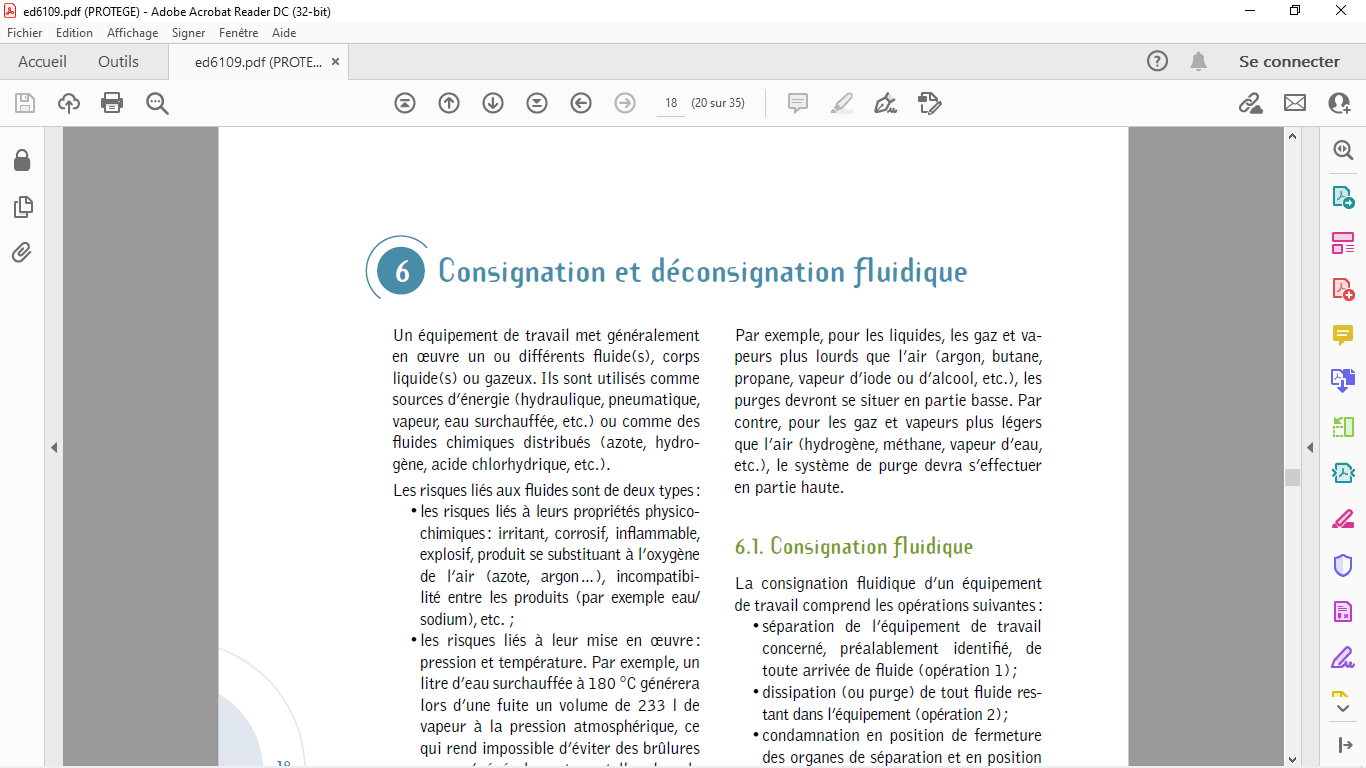 ed6109.pdf (PROTEGE) - Adobe Acrobat Reader DC (32-bit)
Fichier Edition Affichage Signer Fenêtre Aide
Accueil Outils ed6109.pdf (PROTE... × Se connecter
18 (20 sur 35)
6 Consignation et déconsignation fluidique
Un équipement de travail met généralement
en œuvre un ou différents fluide(s), corps
liquide(s) ou gazeux. Ils sont utilisés comme
sources d'énergie (hydraulique, pneumatique,
vapeur, eau surchauffée, etc.) ou comme des
fluides chimiques distribués (azote, hydro-
gène, acide chlorhydrique, etc.).
Les risques liés aux fluides sont de deux types :
• les risques liés à leurs propriétés physico-
chimiques : irritant, corrosif, inflammable,
explosif, produit se substituant à l'oxygène
de l'air (azote, argon...), incompatibi-
lité entre les produits (par exemple eau/
sodium), etc. ;
• les risques liés à leur mise en œuvre :
pression et température. Par exemple, un
litre d'eau surchauffée à 180 °C générera
lors d'une fuite un volume de 233 l de
vapeur à la pression atmosphérique, ce
qui rend impossible d'éviter des brûlures
Par exemple, pour les liquides, les gaz et va-
peurs plus lourds que l'air (argon, butane,
propane, vapeur d'iode ou d'alcool, etc.), les
purges devront se situer en partie basse. Par
contre, pour les gaz et vapeurs plus légers
que l'air (hydrogène, méthane, vapeur d'eau,
etc.), le système de purge devra s'effectuer
en partie haute.
6.1. Consignation fluidique
La consignation fluidique d'un équipement
de travail comprend les opérations suivantes :
• séparation de l'équipement de travail
concerné, préalablement identifié, de
toute arrivée de fluide (opération 1) ;
• dissipation (ou purge) de tout fluide res-
tant dans l'équipement (opération 2) ;
• condamnation en position de fermeture
des organes de séparation et en position
18